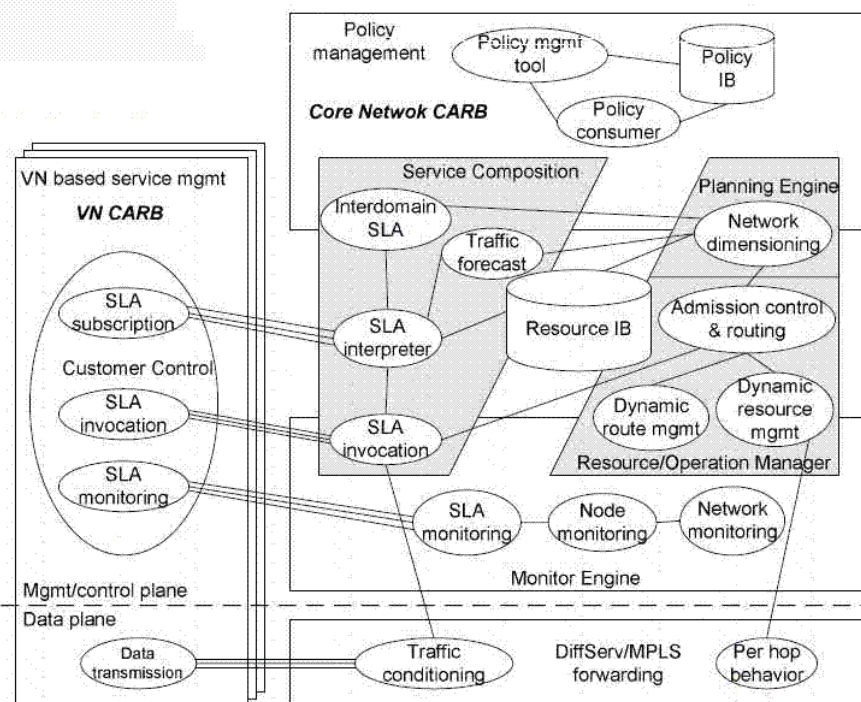 Policy
management
Policy mgmt
tool
Policy
IB
Core Netwok CARB
Policy
consumer
VN based service mgmt
VN CARB
Service Composition
Planning Engine
Interdomain
SLA
Traffic
forecast
Network
dimensioning
SLA
subscription
SLA
interpreter
Resource IB
Admission control
& routing
Customer Control
SLA
invocation
SLA
invocation
Dynamic
route mgmt
Dynamic
resource
mgmt
Resource/Operation Manager
SLA
monitoring
SLA
monitoring
Node
monitoring
Network
monitoring
Monitor Engine
Mgmt/control plane
Data plane
Data
transmission
Traffic
conditioning
DiffServ/MPLS
forwarding
Per hop
behavior